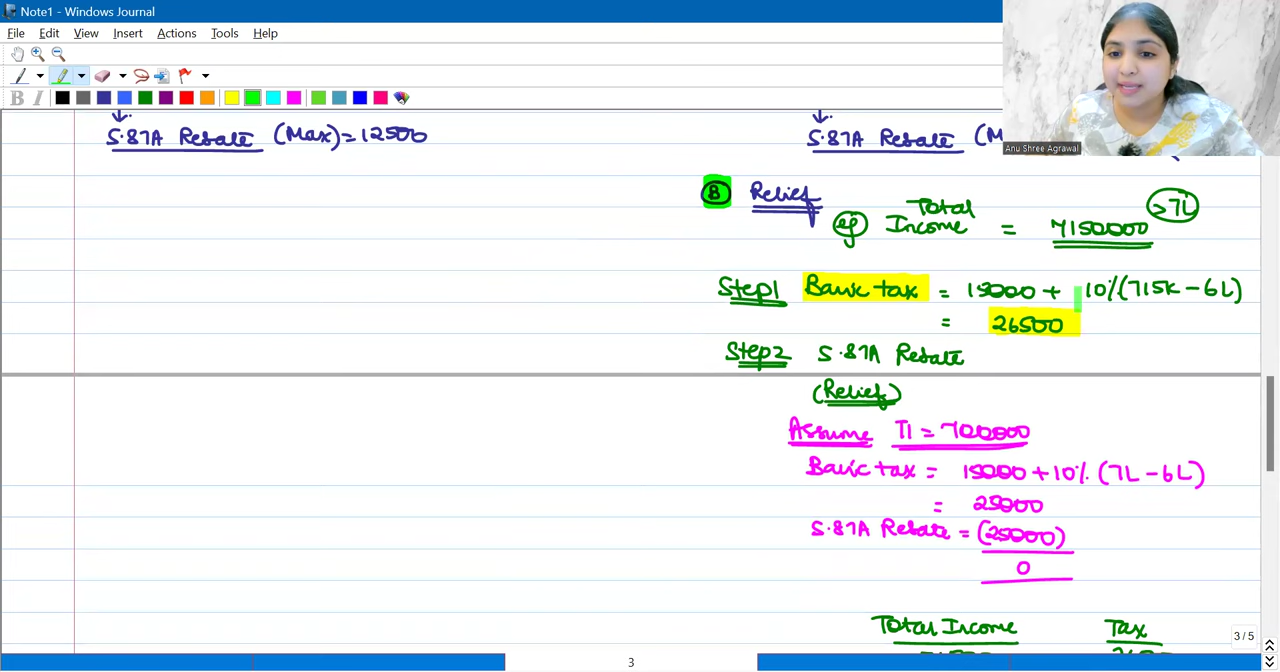 Note1 - Windows Journal
File Edit View Insert Actions Tools Help
B I
S.87A Rebate (Max)=12500
S.87A Rebate (M
Anu Shree Agrawal
B Relief
eg Total Income = 7150000 >7L
Step1 Basic tax = 15000 + 10%(715K - 6L)
= 26500
Step2 S.87A Rebate
(Relief)
Assume TI = 700000
Basic tax = 15000+10% (7L - 6L)
= 25000
S.87A Rebate = (25000)
0
Total Income Tax
3 / 5
3